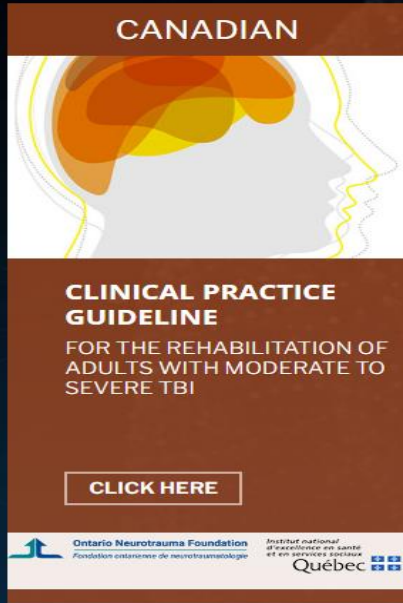 CANADIAN
CLINICAL PRACTICE
GUIDELINE
FOR THE REHABILITATION OF
ADULTS WITH MODERATE TO
SEVERE TBI
CLICK HERE
Ontario Neurotrauma Foundation
Fondation ontarienne de neurotraumatologie
Institut national
d'excellence en santé
et en services sociaux
Québec